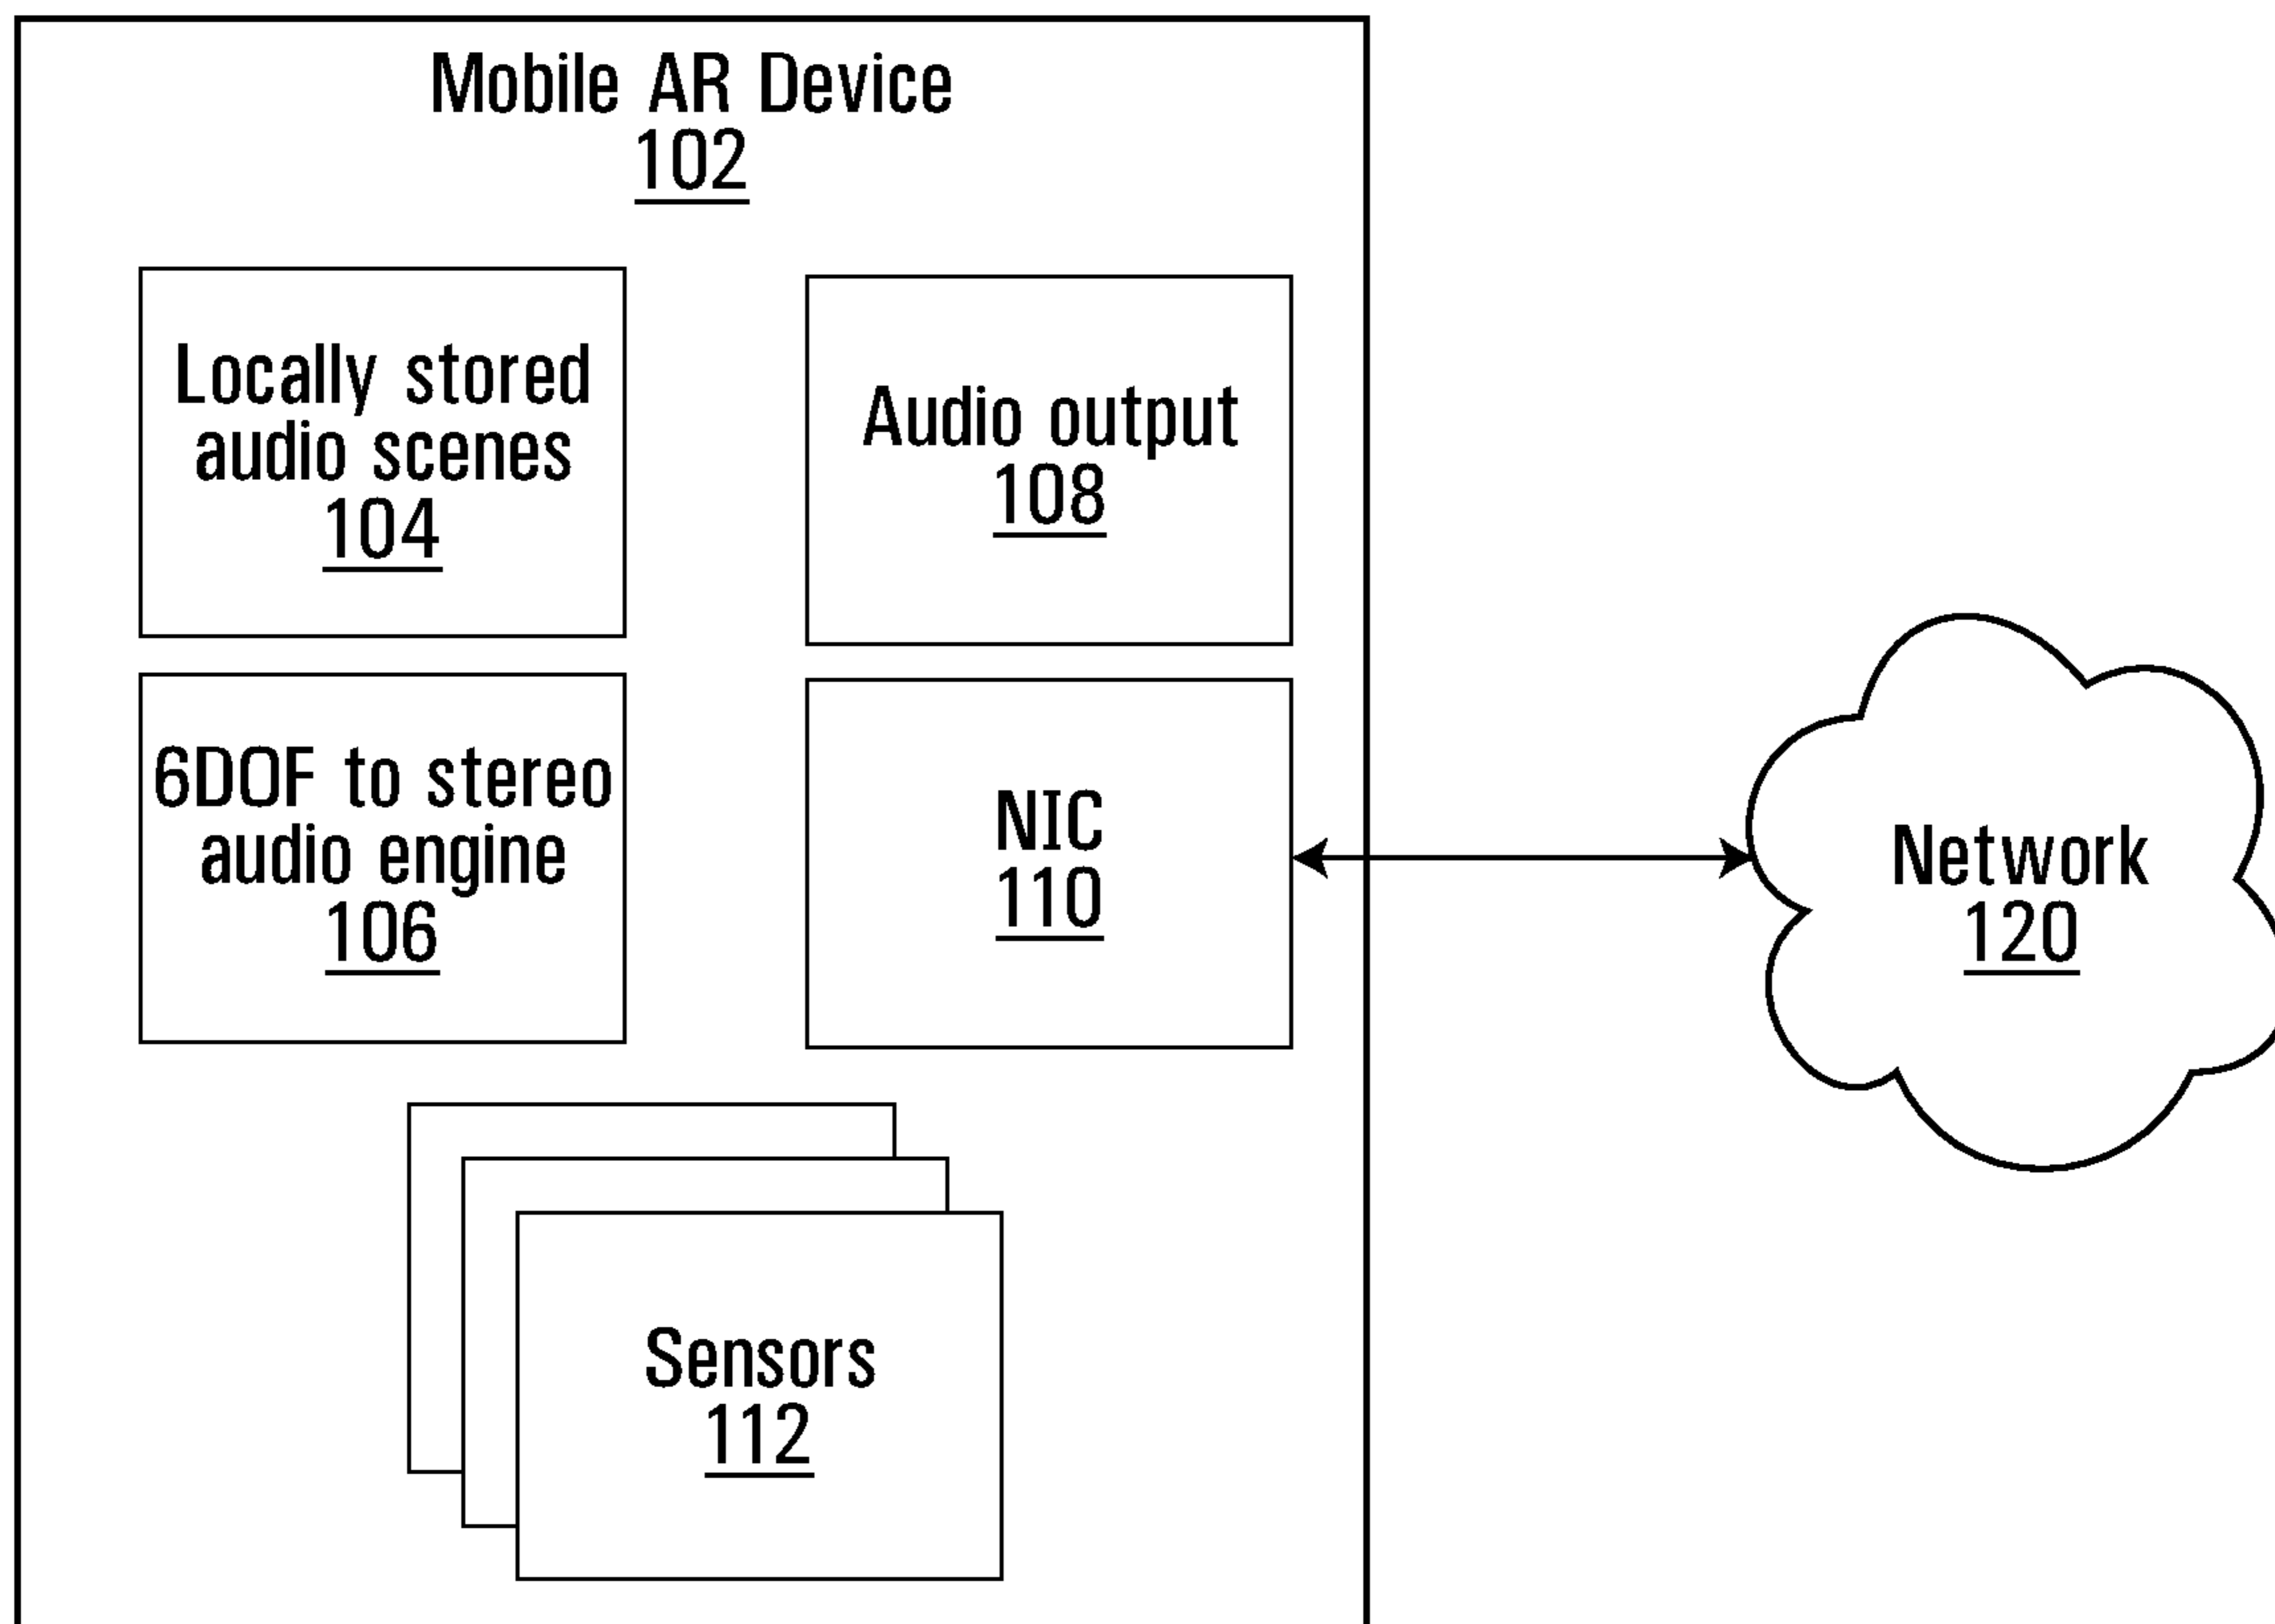 Mobile AR Device
102
Locally stored
audio scenes
104
Audio output
108
6DOF to stereo
audio engine
106
NIC
110
Network
120
Sensors
112